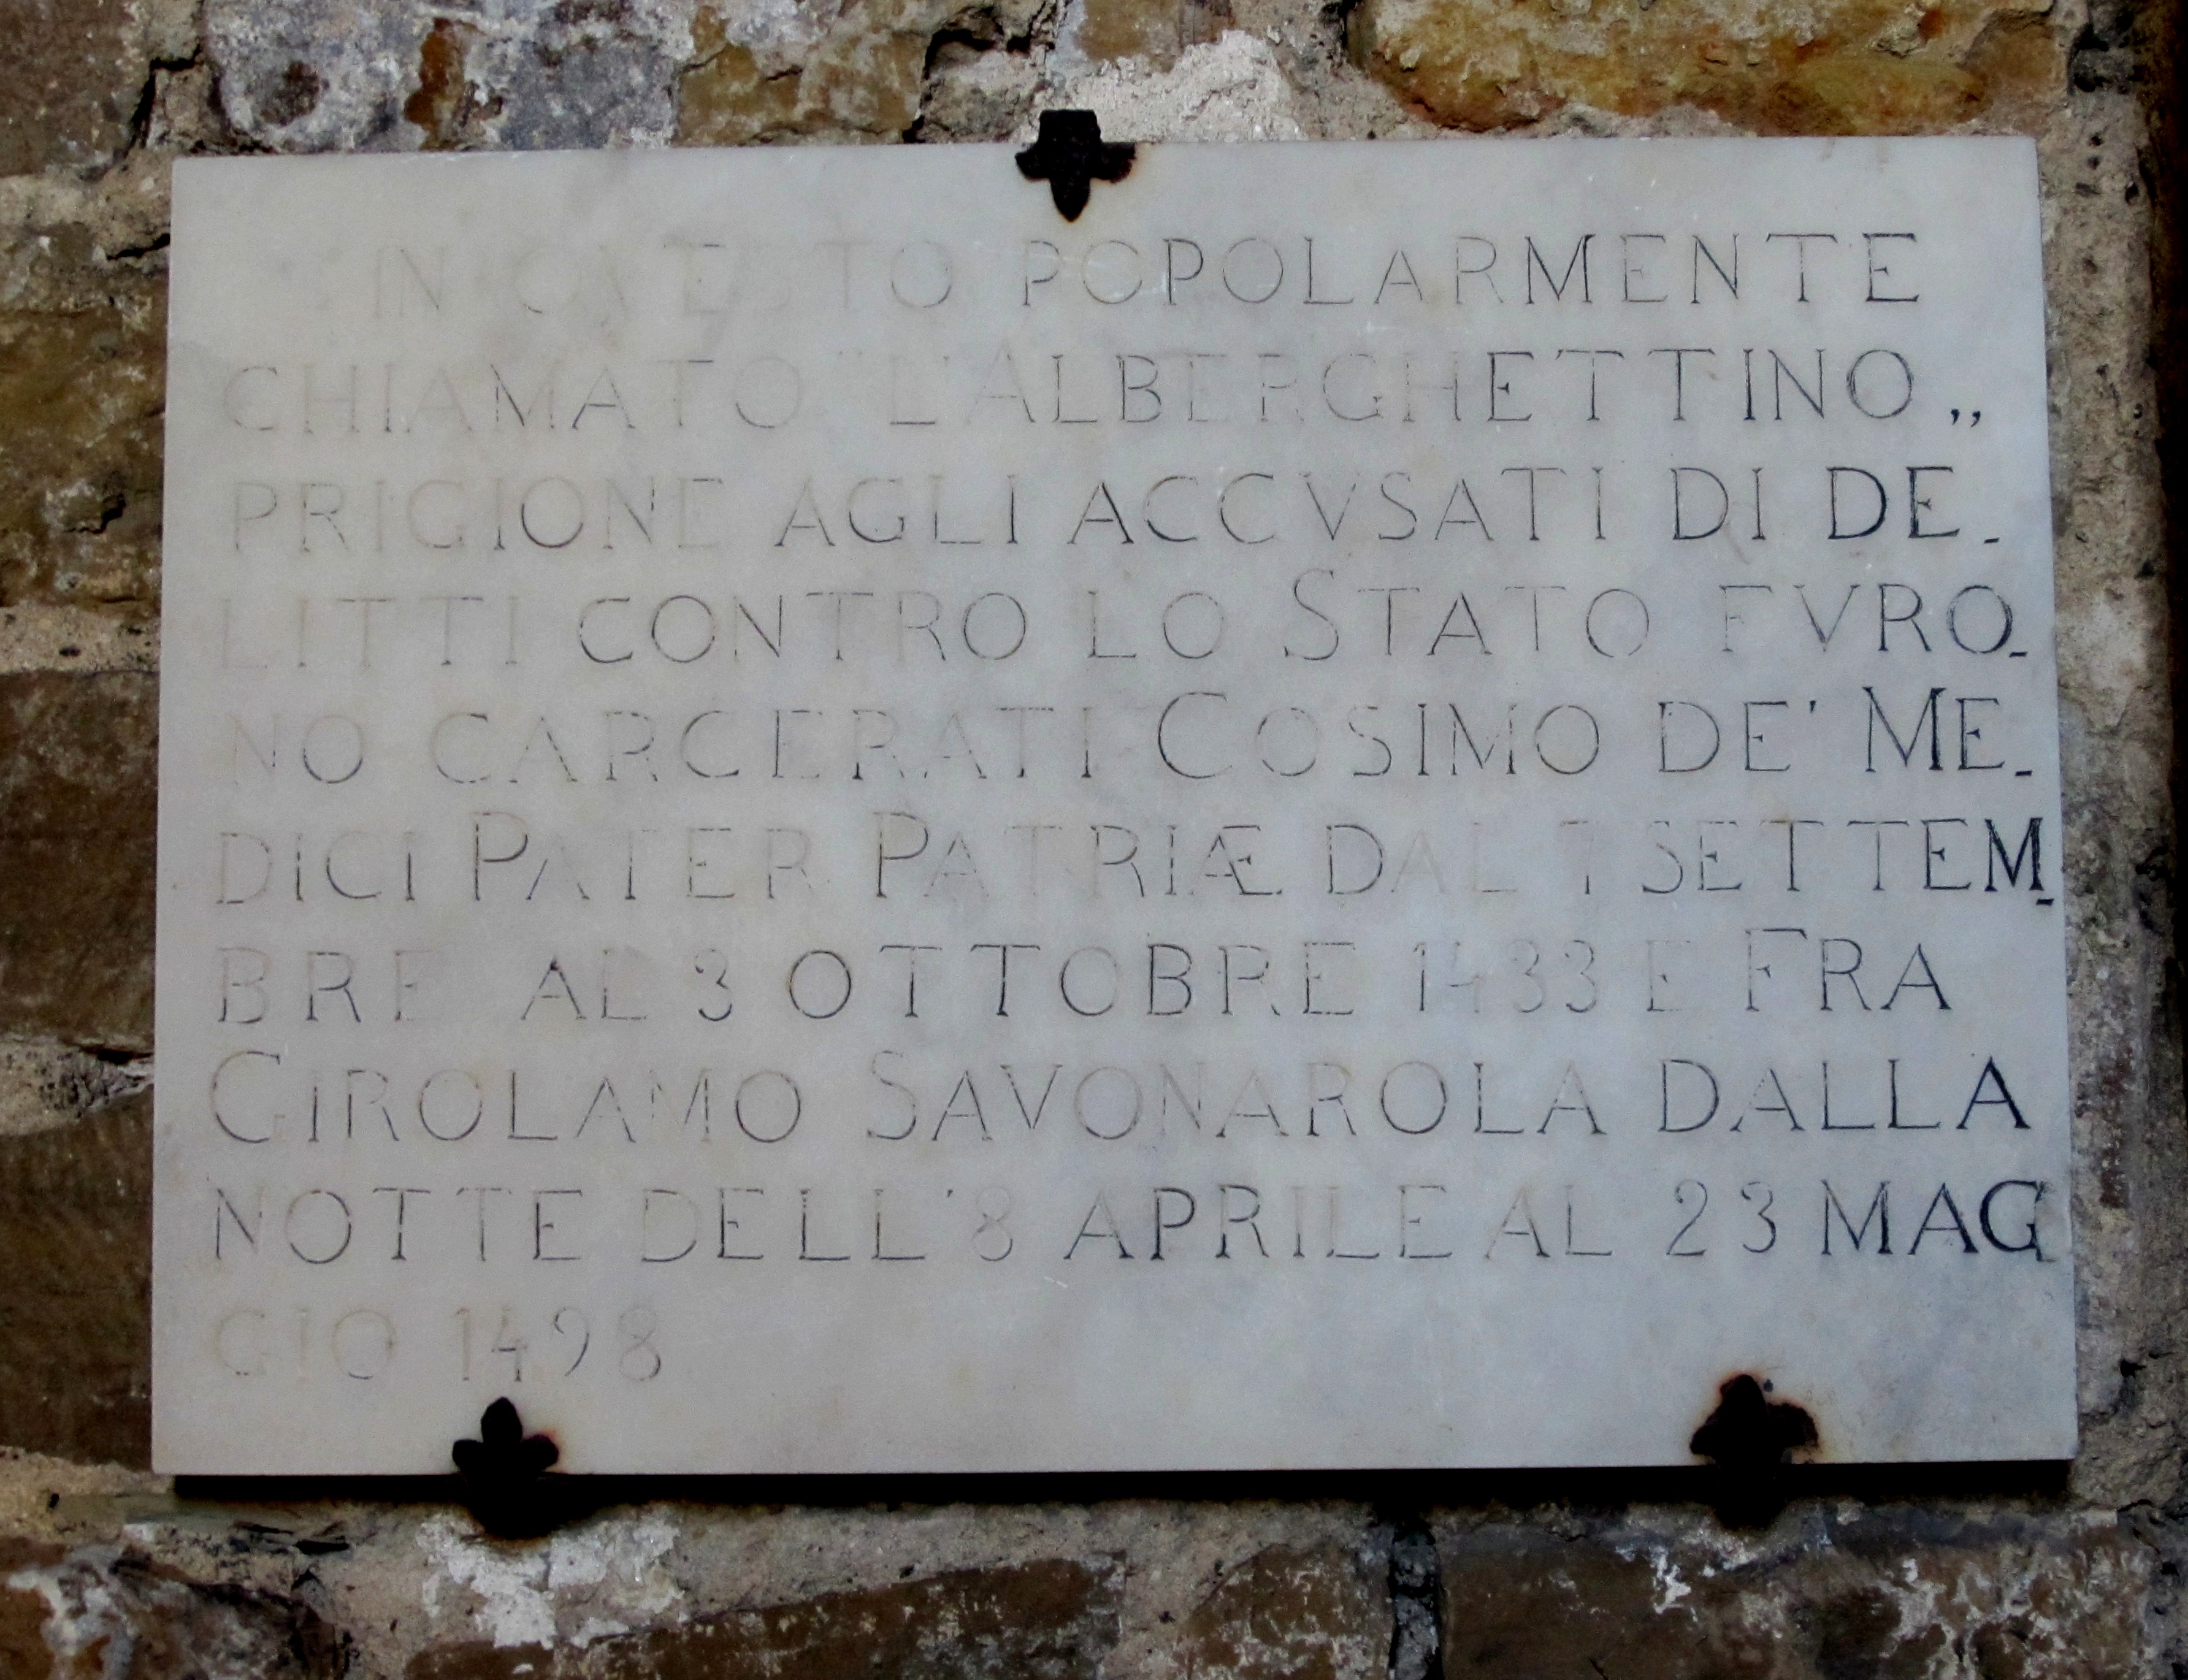 IN QVESTO POPOLARMENTE
CHIAMATO "L'ALBERGHETTINO,,
PRIGIONE AGLI ACCVSATI DI DE-
LITTI CONTRO LO STATO FVRO-
NO CARCERATI COSIMO DE' ME-
DICI PATER PATRIÆ DAL 7 SETTEM-
BRE AL 3 OTTOBRE 1433 E FRA
GIROLAMO SAVONAROLA DALLA
NOTTE DELL'8 APRILE AL 23 MAG
GIO 1498